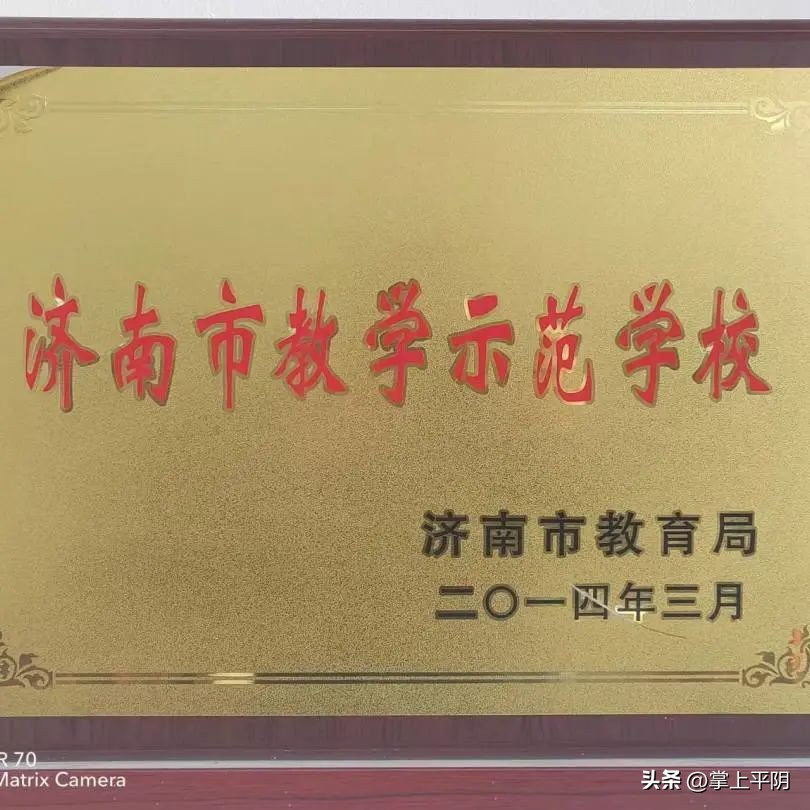 济南市教学示范学校
济南市教育局
二〇一四年三月
R 70
Matrix Camera
头条 @掌上平阴